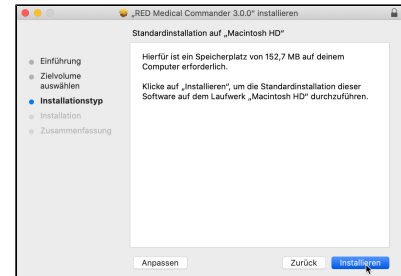 „RED Medical Commander 3.0.0“ installieren
Standardinstallation auf „Macintosh HD“
Einführung
Zielvolume
auswählen
Installationstyp
Installation
Zusammenfassung
Hierfür ist ein Speicherplatz von 152,7 MB auf deinem
Computer erforderlich.
Klicke auf „Installieren“, um die Standardinstallation dieser
Software auf dem Laufwerk „Macintosh HD“ durchzuführen.
Anpassen
Zurück
Installieren